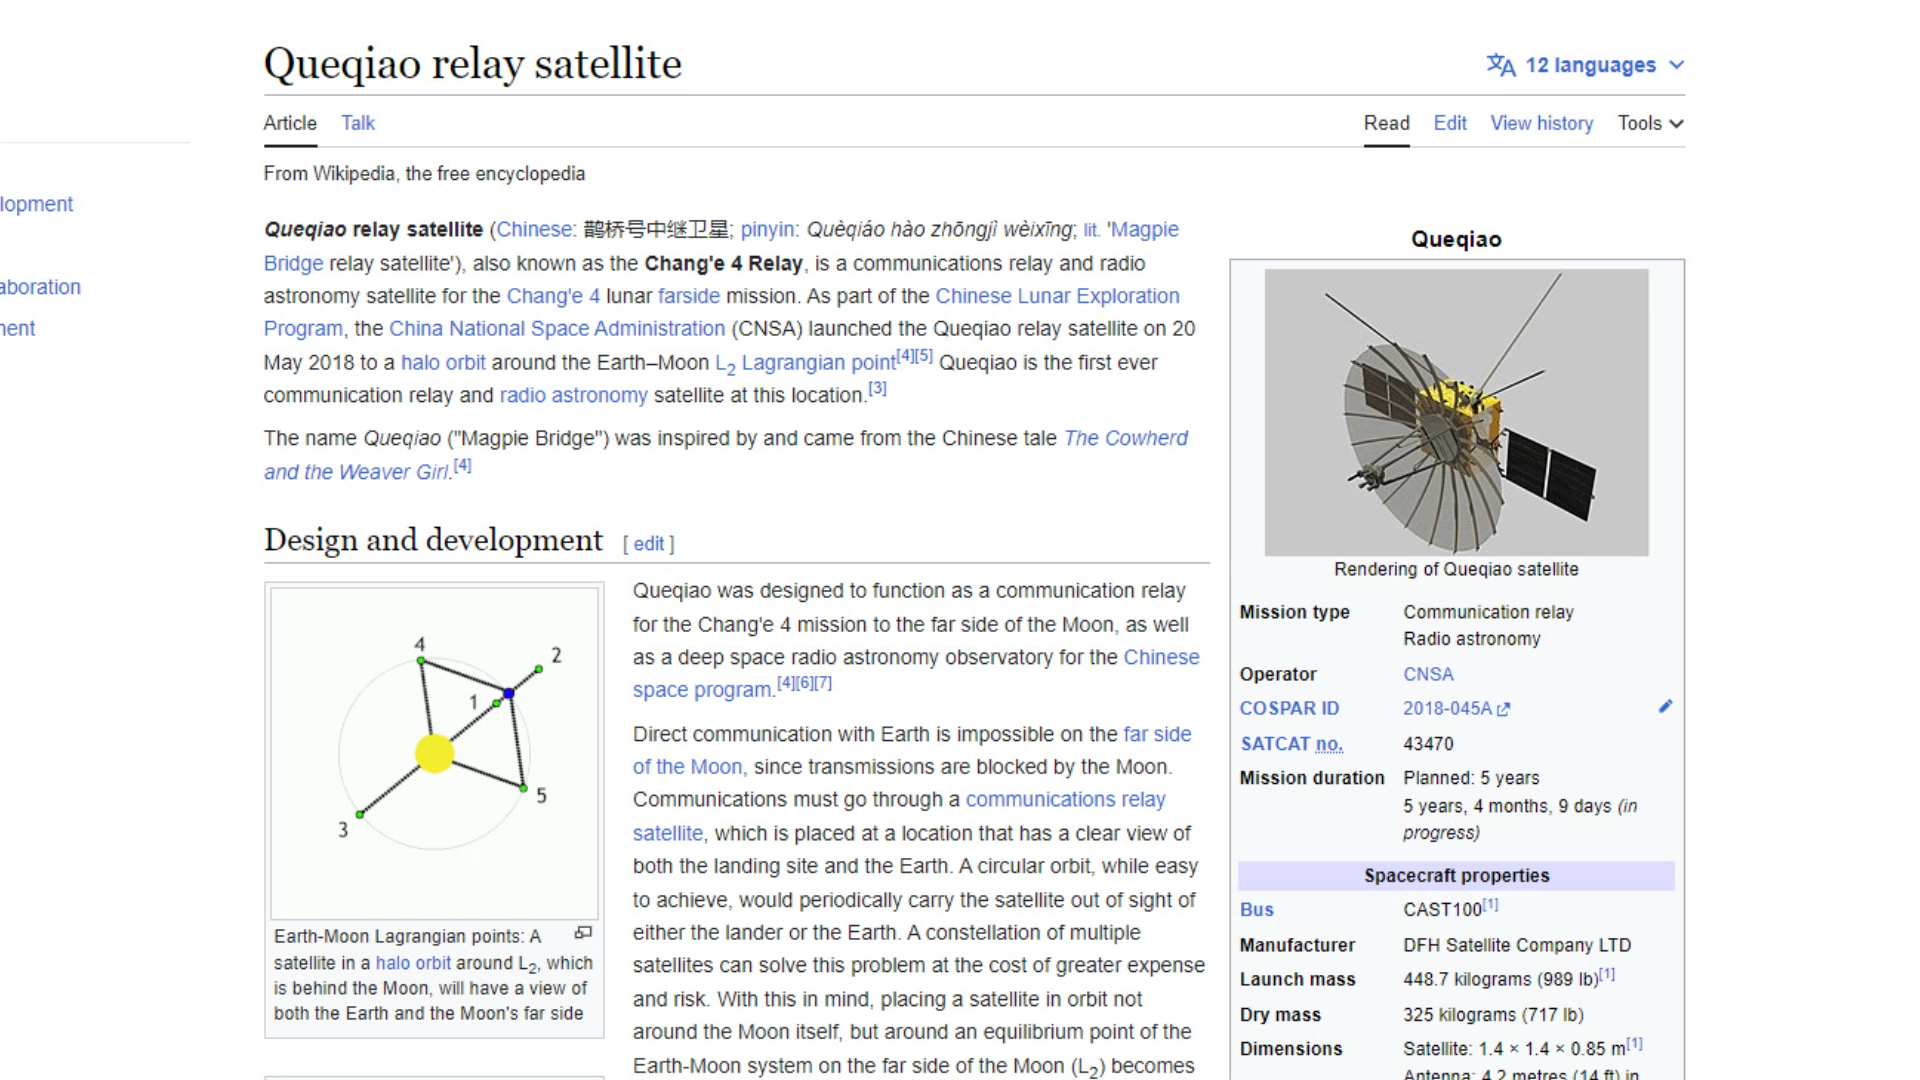 Queqiao relay satellite
12 languages
Article Talk
Read Edit View history Tools
From Wikipedia, the free encyclopedia
lopment
aboration
nent
Queqiao relay satellite (Chinese: 鹊桥号中继卫星; pinyin: Quèqiáo hào zhōngjì wèixīng; lit. 'Magpie
Bridge relay satellite'), also known as the Chang'e 4 Relay, is a communications relay and radio
astronomy satellite for the Chang'e 4 lunar farside mission. As part of the Chinese Lunar Exploration
Program, the China National Space Administration (CNSA) launched the Queqiao relay satellite on 20
May 2018 to a halo orbit around the Earth–Moon L2 Lagrangian point[4][5] Queqiao is the first ever
communication relay and radio astronomy satellite at this location.[3]
The name Queqiao ("Magpie Bridge") was inspired by and came from the Chinese tale The Cowherd
and the Weaver Girl.[4]
Design and development [ edit ]
4
2
1
5
3
Earth-Moon Lagrangian points: A
satellite in a halo orbit around L2, which
is behind the Moon, will have a view of
both the Earth and the Moon's far side
Queqiao was designed to function as a communication relay
for the Chang'e 4 mission to the far side of the Moon, as well
as a deep space radio astronomy observatory for the Chinese
space program.[4][6][7]
Direct communication with Earth is impossible on the far side
of the Moon, since transmissions are blocked by the Moon.
Communications must go through a communications relay
satellite, which is placed at a location that has a clear view of
both the landing site and the Earth. A circular orbit, while easy
to achieve, would periodically carry the satellite out of sight of
either the lander or the Earth. A constellation of multiple
satellites can solve this problem at the cost of greater expense
and risk. With this in mind, placing a satellite in orbit not
around the Moon itself, but around an equilibrium point of the
Earth-Moon system on the far side of the Moon (L2) becomes
Queqiao
Rendering of Queqiao satellite
Mission type Communication relay
Radio astronomy
Operator CNSA
COSPAR ID 2018-045A
SATCAT no. 43470
Mission duration Planned: 5 years
5 years, 4 months, 9 days (in
progress)
Spacecraft properties
Bus CAST100[1]
Manufacturer DFH Satellite Company LTD
Launch mass 448.7 kilograms (989 lb)[1]
Dry mass 325 kilograms (717 lb)
Dimensions Satellite: 1.4 × 1.4 × 0.85 m[1]
Antenna: 4.2 metres (14 ft) in